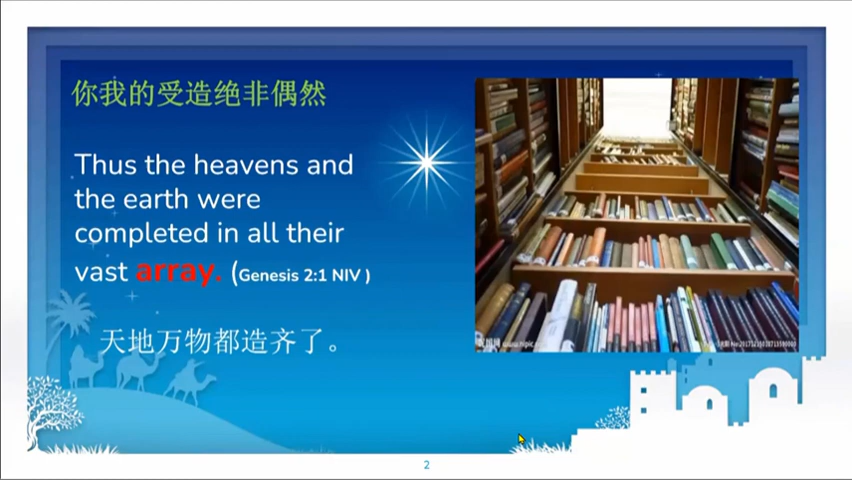 你我的受造绝非偶然
Thus the heavens and
the earth were
completed in all their
vast array. (Genesis 2:1 NIV )
天地万物都造齐了。
2